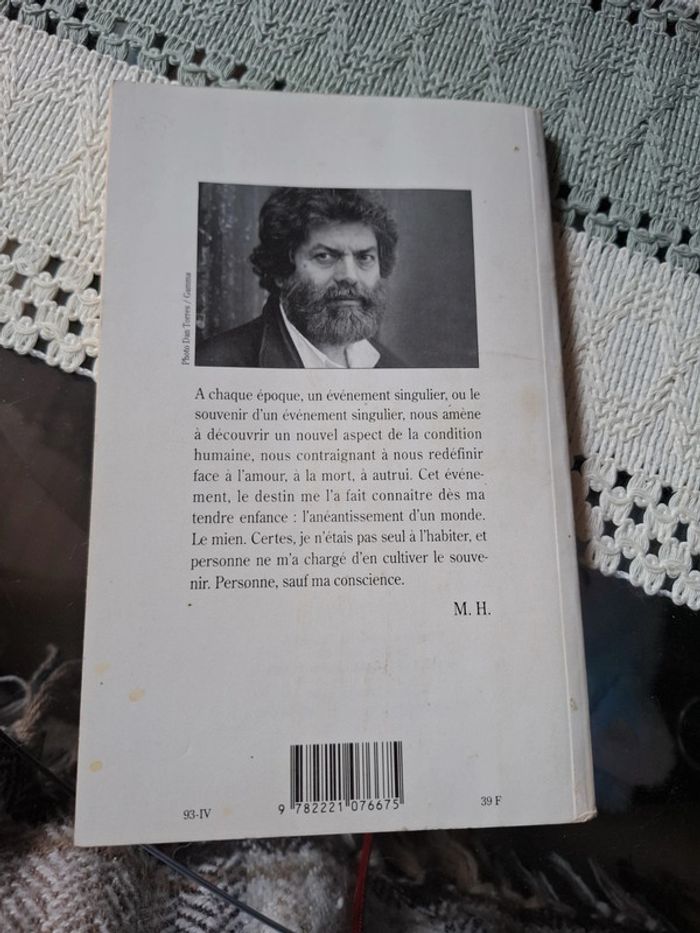 Photo Dan Torres / Gamma
A chaque époque, un événement singulier, ou le
souvenir d'un événement singulier, nous amène
à découvrir un nouvel aspect de la condition
humaine, nous contraignant à nous redéfinir
face à l'amour, à la mort, à autrui. Cet événe-
ment, le destin me l'a fait connaître dès ma
tendre enfance : l'anéantissement d'un monde.
Le mien. Certes, je n'étais pas seul à l'habiter, et
personne ne m'a chargé d'en cultiver le souve-
nir. Personne, sauf ma conscience.
M. H.
93-IV
9 782221 076675
39 F